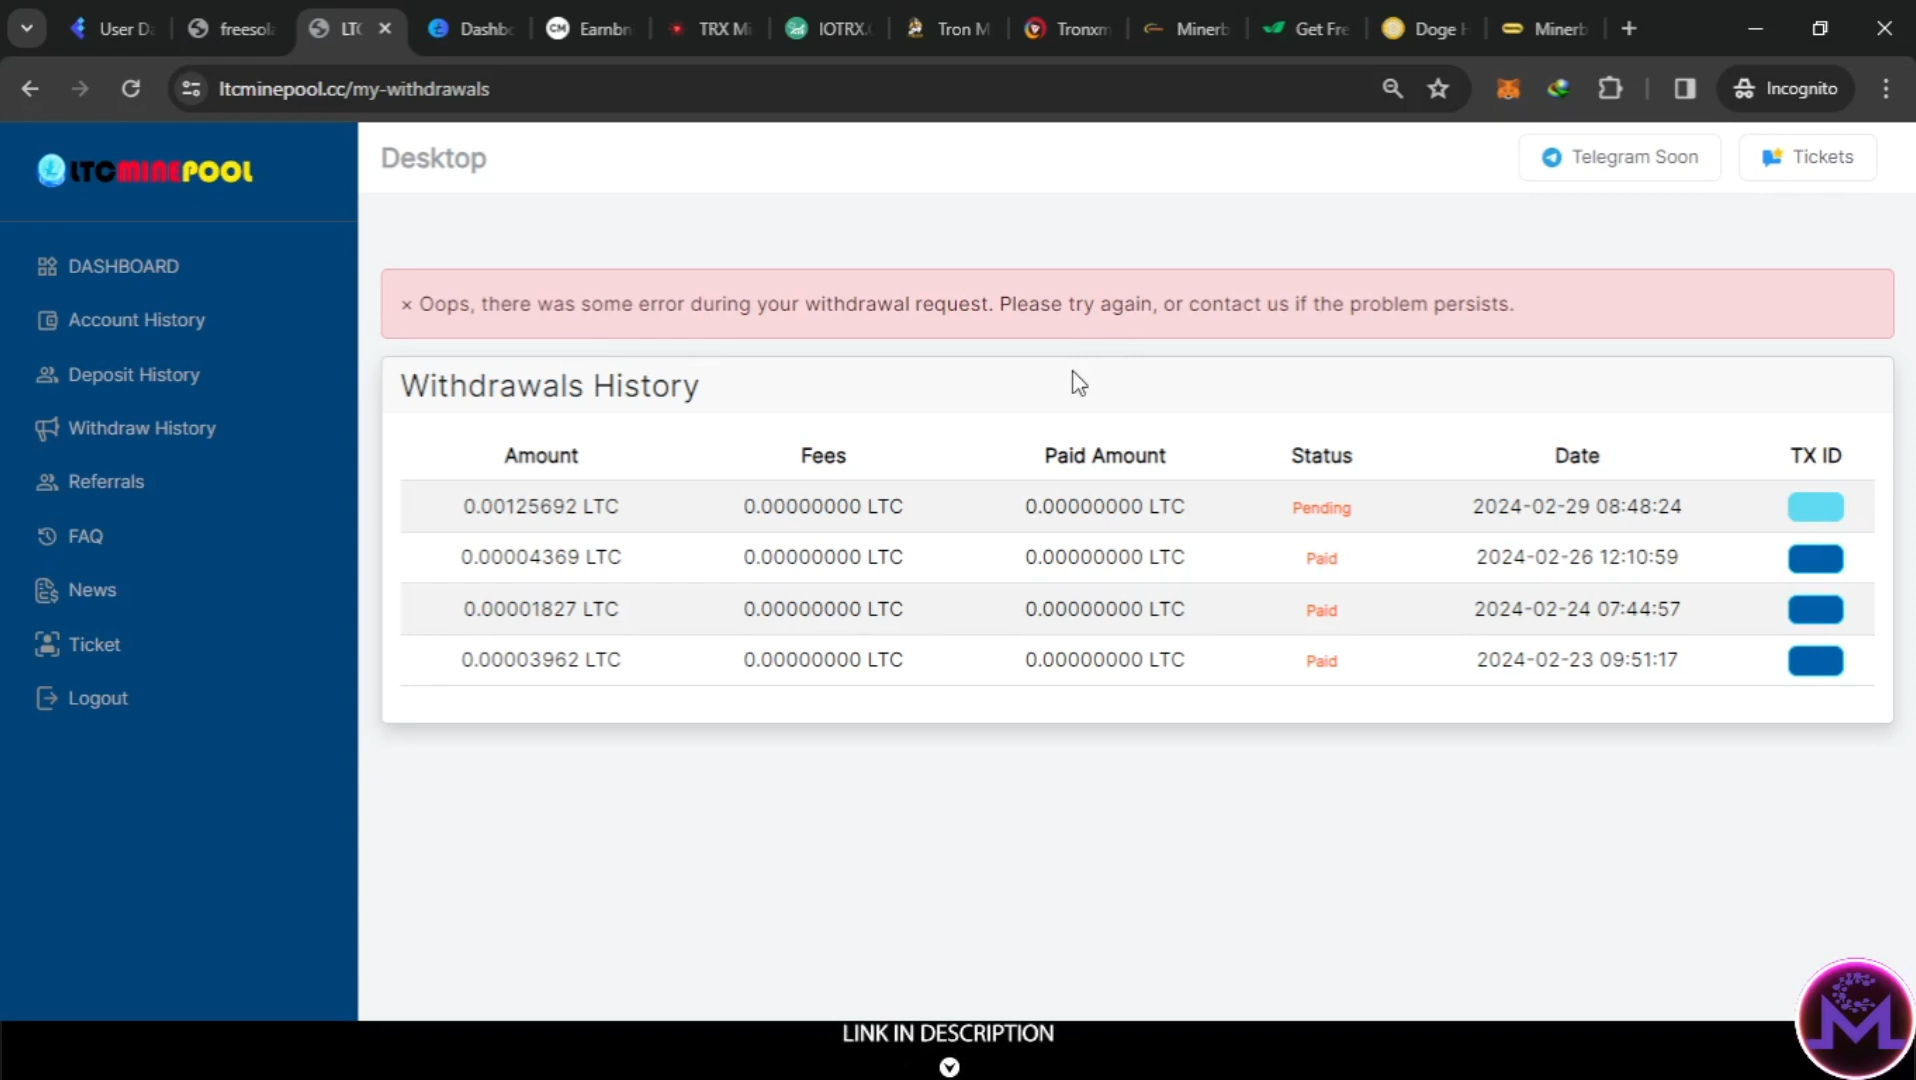 User Da
freesola
LTC
Dashbo
CM
Earnbn
TRX Mi
IOTRX.
Tron M
Tronxm
Minerb
Get Fre
Doge H
Minerb
ltcminepool.cc/my-withdrawals
Incognito
LTCMINEPOOL
Desktop
Telegram Soon
Tickets
DASHBOARD
Account History
Deposit History
Withdraw History
Referrals
FAQ
News
Ticket
Logout
× Oops, there was some error during your withdrawal request. Please try again, or contact us if the problem persists.
Withdrawals History
Amount Fees Paid Amount Status Date TX ID
0.00125692 LTC 0.00000000 LTC 0.00000000 LTC Pending 2024-02-29 08:48:24
0.00004369 LTC 0.00000000 LTC 0.00000000 LTC Paid 2024-02-26 12:10:59
0.00001827 LTC 0.00000000 LTC 0.00000000 LTC Paid 2024-02-24 07:44:57
0.00003962 LTC 0.00000000 LTC 0.00000000 LTC Paid 2024-02-23 09:51:17
LINK IN DESCRIPTION
M